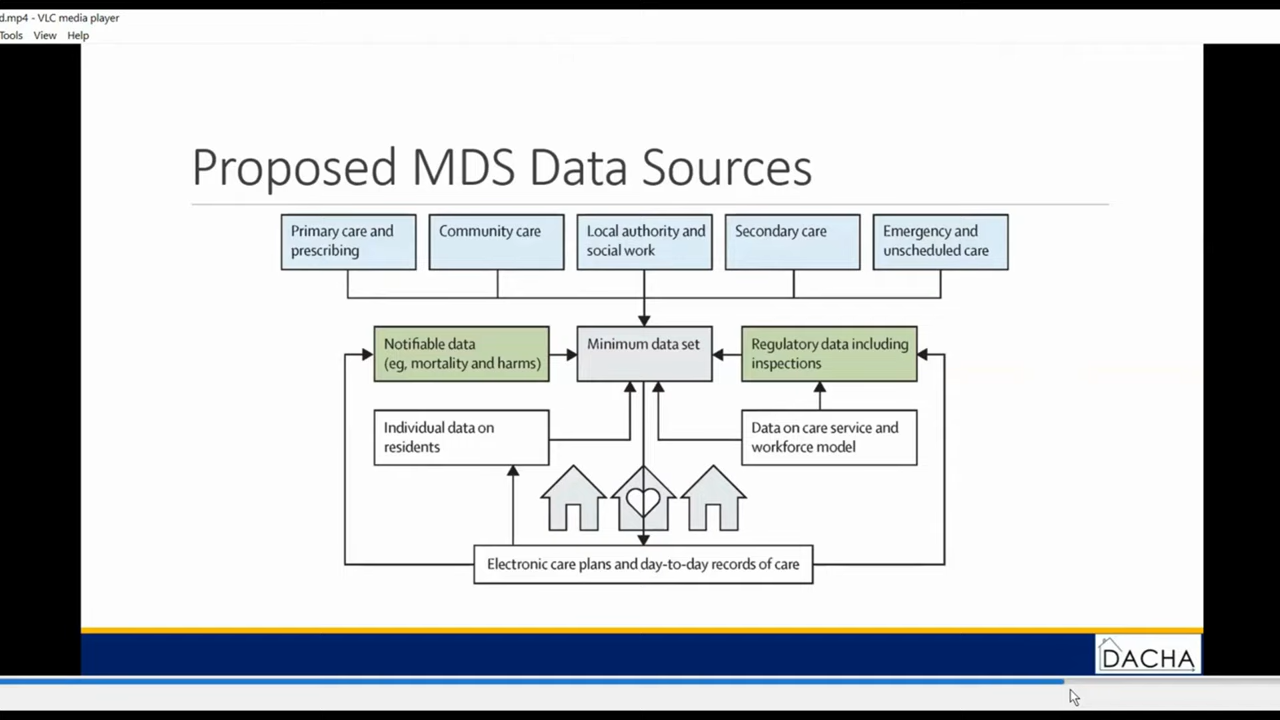 d.mp4 - VLC media player
Tools View Help
Proposed MDS Data Sources
Primary care and
prescribing
Community care
Local authority and
social work
Secondary care
Emergency and
unscheduled care
Notifiable data
(eg, mortality and harms)
Minimum data set
Regulatory data including
inspections
Individual data on
residents
Data on care service and
workforce model
Electronic care plans and day-to-day records of care
DACHA